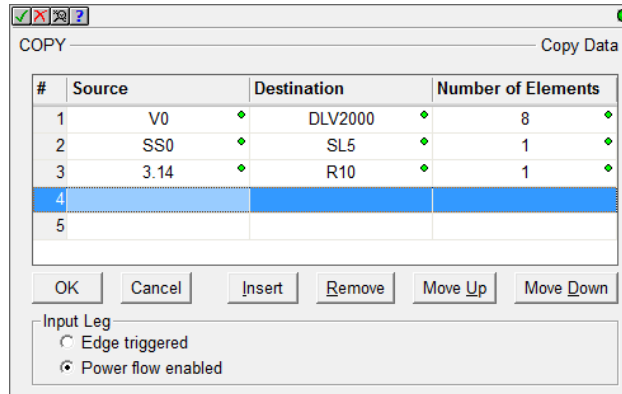 COPY Copy Data
# Source Destination Number of Elements
1 V0 DLV2000 8
2 SS0 SL5 1
3 3.14 R10 1
4
5
OK Cancel Insert Remove Move Up Move Down
Input Leg
Edge triggered
Power flow enabled